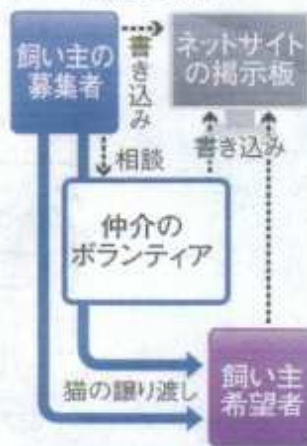 飼い主の
募集者
書き込み
ネットサイト
の掲示板
相談
書き込み
仲介の
ボランティア
猫の譲り渡し
飼い主
希望者